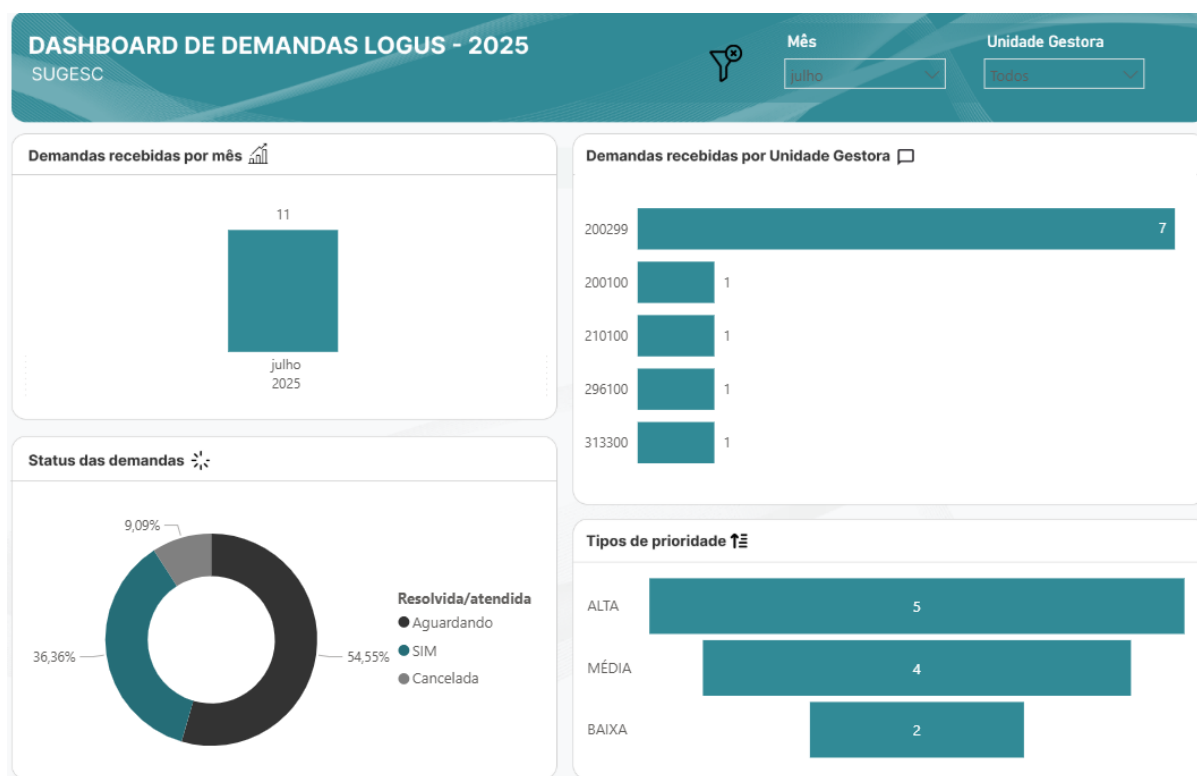 DASHBOARD DE DEMANDAS LOGUS - 2025
SUGESC
Mês
julho
Unidade Gestora
Todos
Demandas recebidas por mês
11
julho
2025
Demandas recebidas por Unidade Gestora
200299
7
200100
1
210100
1
296100
1
313300
1
Status das demandas
9,09%
36,36%
54,55%
Resolvida/atendida
Aguardando
SIM
Cancelada
Tipos de prioridade
ALTA
5
MÉDIA
4
BAIXA
2